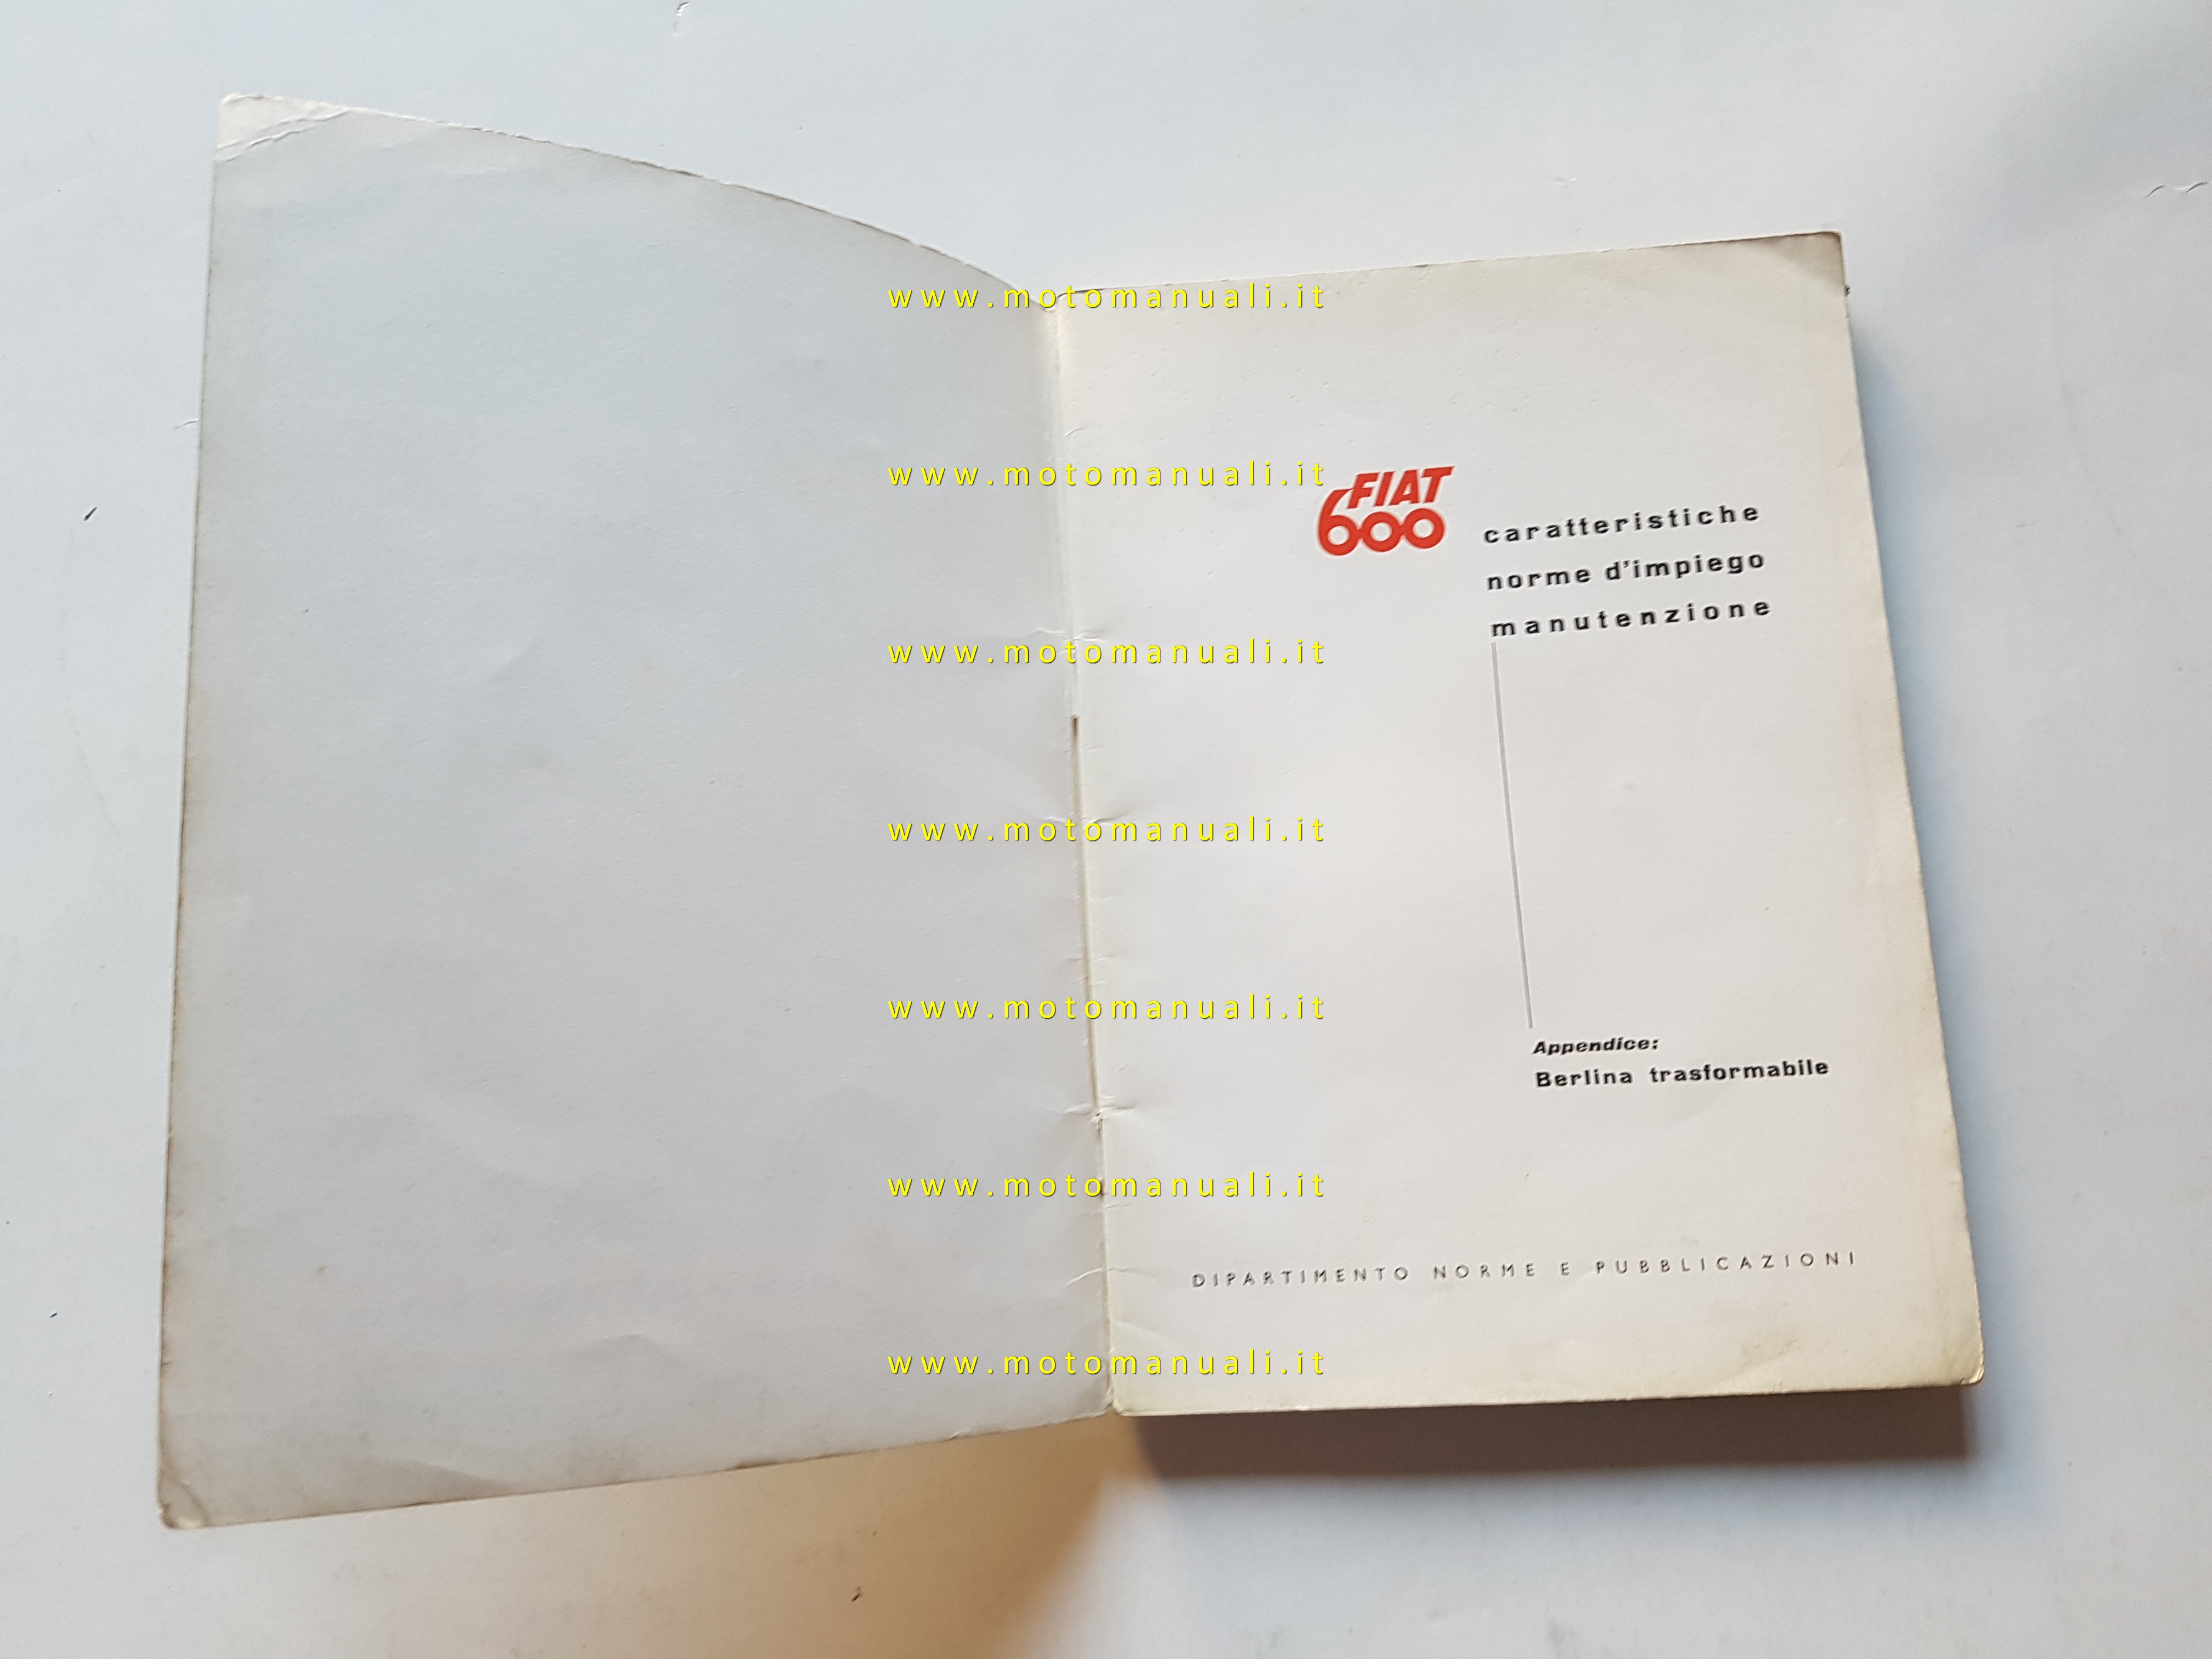 www.motomanuali.it
www.motomanuali.it
FIAT
600
caratteristiche
norme d'impiego
manutenzione
www.motomanuali.it
www.motomanuali.it
www.motomanuali.it
Appendice:
Berlina trasformabile
www.motomanuali.it
DIPARTIMENTO NORME E PUBBLICAZIONI
www.motomanuali.it